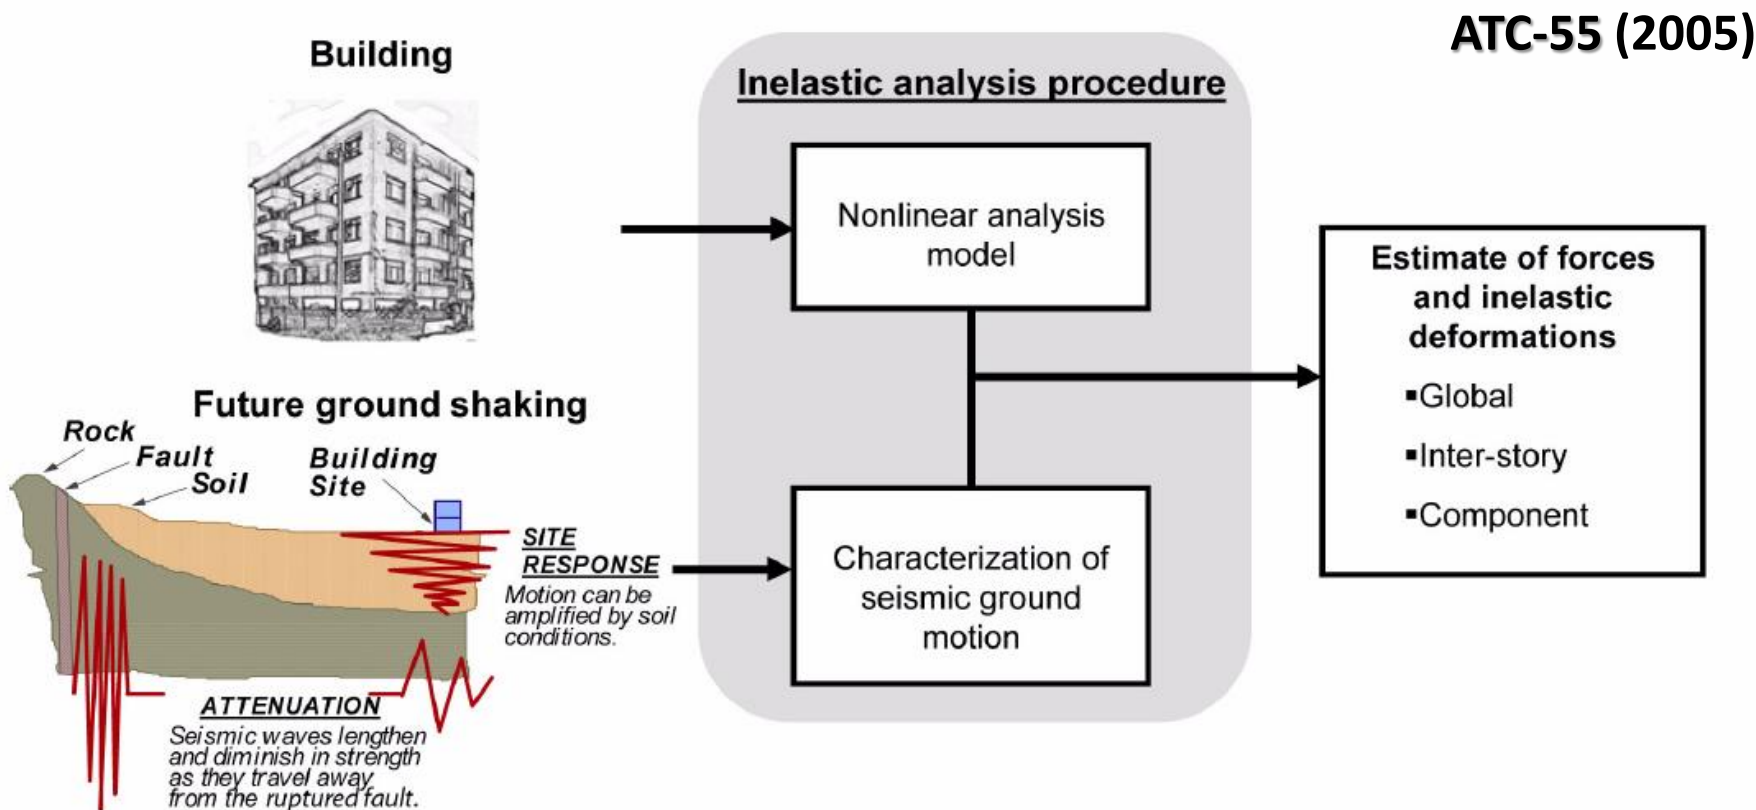 ATC-55 (2005)
Building
Inelastic analysis procedure
Nonlinear analysis
model
Estimate of forces
and inelastic
deformations
▪Global
▪Inter-story
▪Component
Future ground shaking
Rock
Fault
Soil
Building
Site
SITE
RESPONSE
Motion can be
amplified by soil
conditions.
Characterization of
seismic ground
motion
ATTENUATION
Seismic waves lengthen
and diminish in strength
as they travel away
from the ruptured fault.